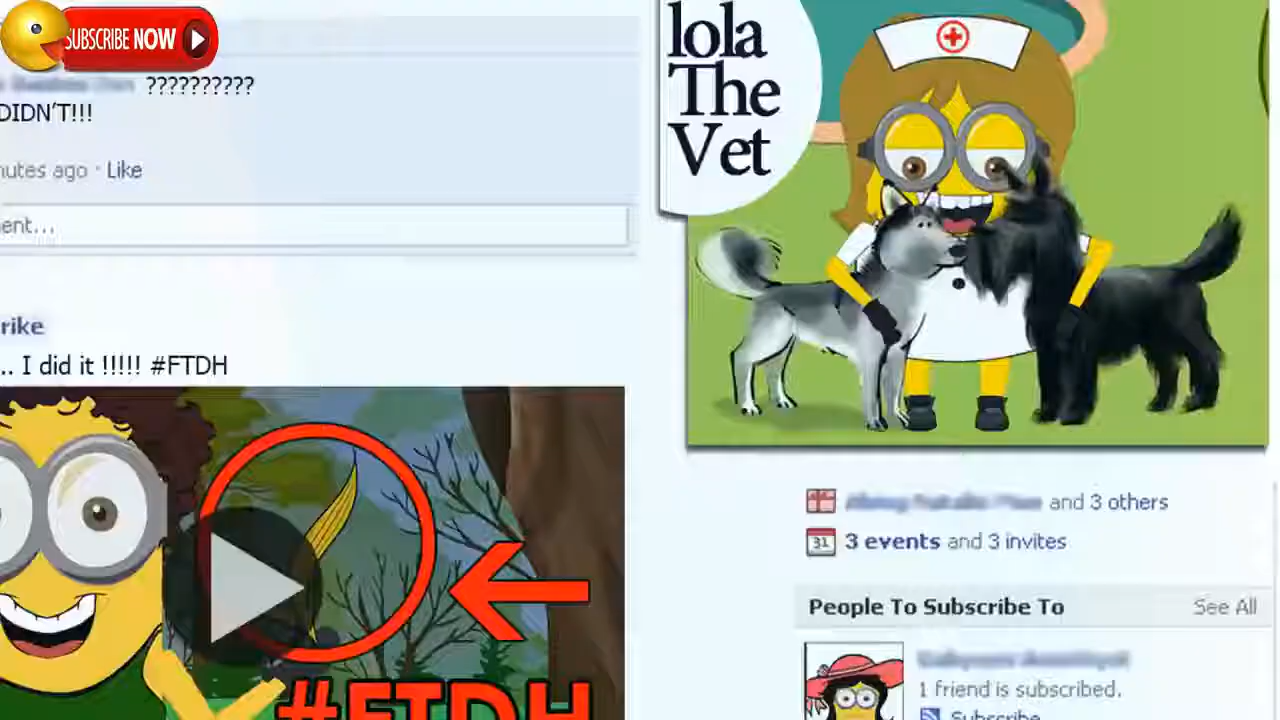 SUBSCRIBE NOW
??????????
DIDN'T!!!
nutes ago · Like
ent...
rike
.. I did it !!!!! #FTDH
#FTDH
lola
The
Vet
and 3 others
31 3 events and 3 invites
People To Subscribe To See All
1 friend is subscribed.
Subscribe